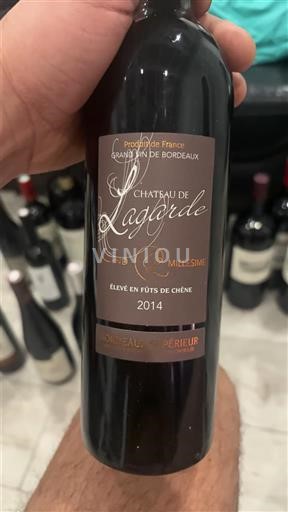 Produit de France
GRAND VIN DE BORDEAUX
CHATEAU DE
Lagarde
VINIOU
MILLESIME
ÉLEVÉ EN FÛTS DE CHÊNE
2014
BORDEAUX SUPÉRIEUR